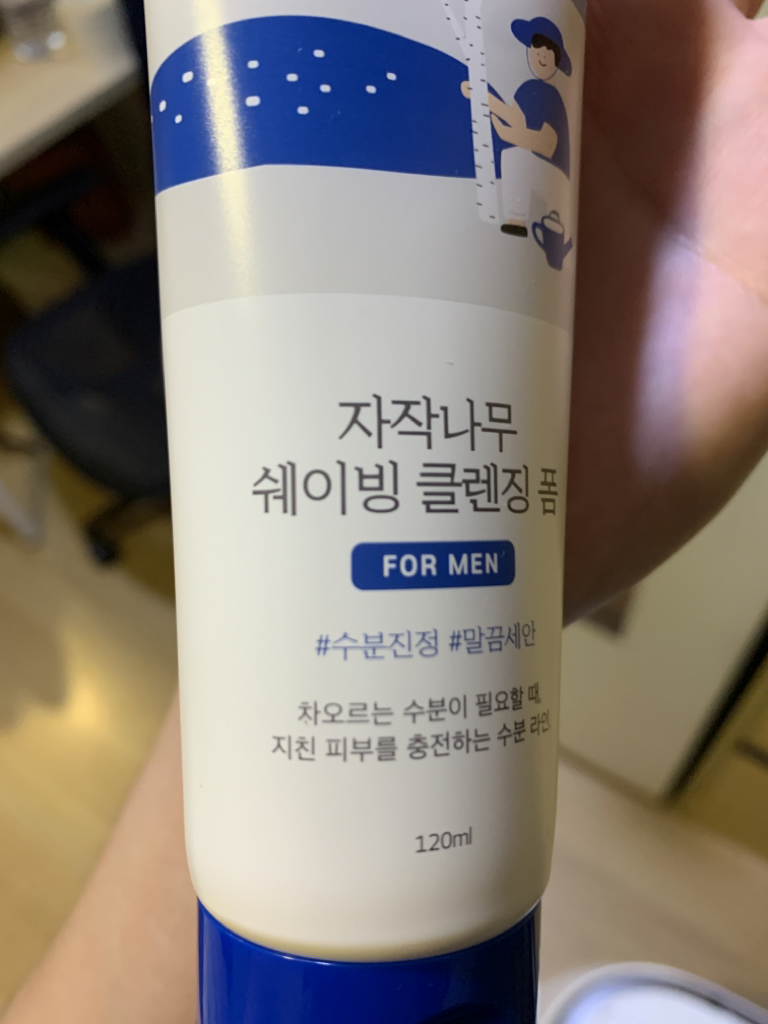 자작나무
쉐이빙 클렌징 폼
FOR MEN
#수분진정 #말끔세안
차오르는 수분이 필요할 때,
지친 피부를 충전하는 수분 라인
120ml